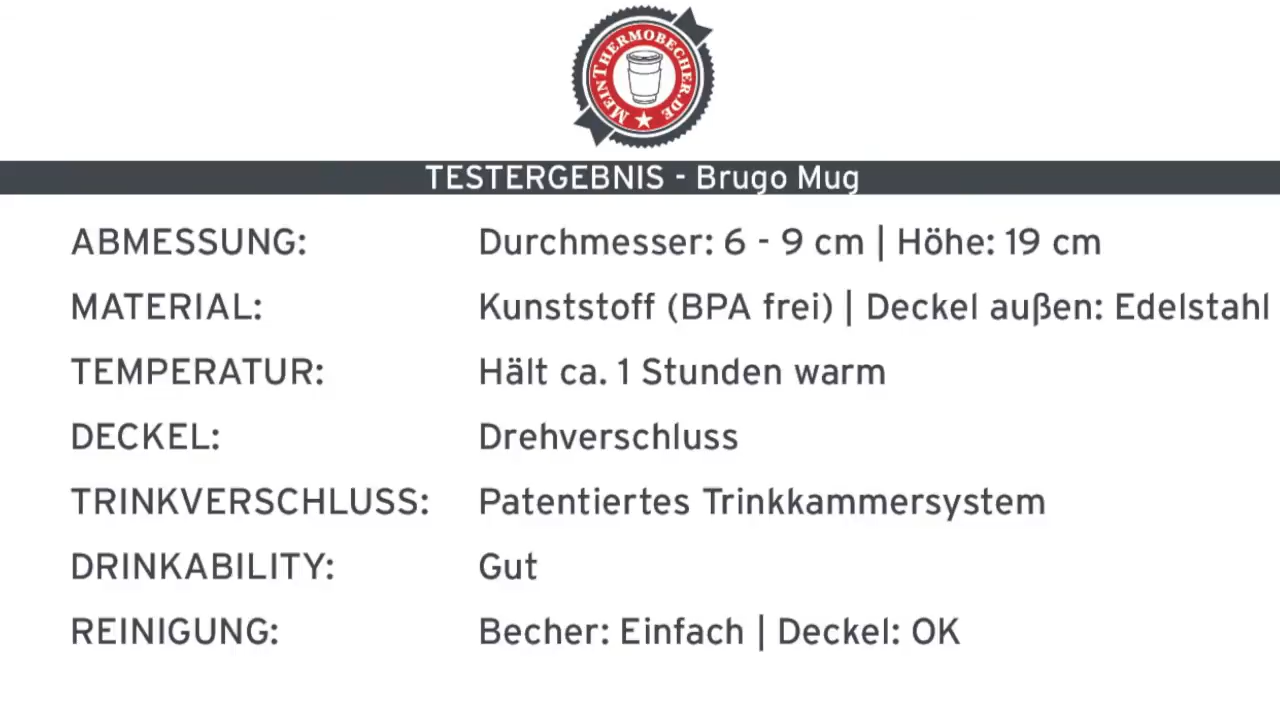 MEINTHERMOBECHER.DE
TESTERGEBNIS - Brugo Mug
ABMESSUNG: Durchmesser: 6 - 9 cm | Höhe: 19 cm
MATERIAL: Kunststoff (BPA frei) | Deckel außen: Edelstahl
TEMPERATUR: Hält ca. 1 Stunden warm
DECKEL: Drehverschluss
TRINKVERSCHLUSS: Patentiertes Trinkkammersystem
DRINKABILITY: Gut
REINIGUNG: Becher: Einfach | Deckel: OK